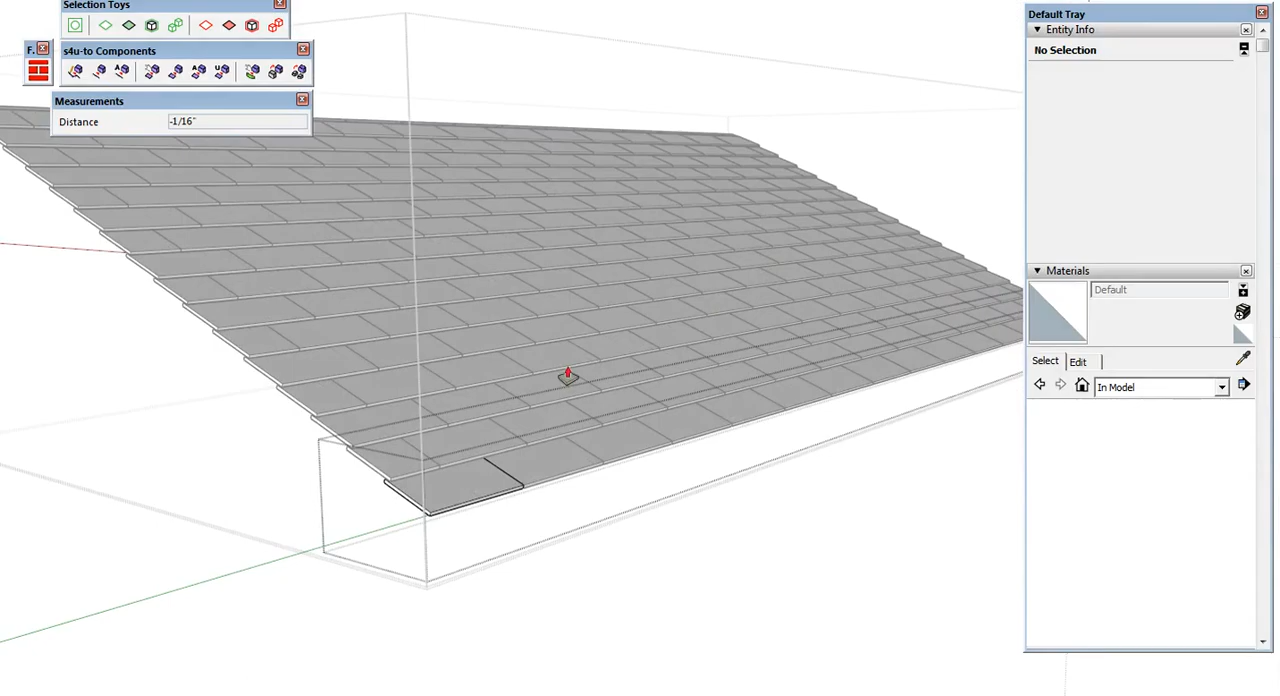 Selection Toys
F.
s4u-to Components
Measurements
Distance
-1/16"
Default Tray
Entity Info
No Selection
Materials
Default
Select
Edit
In Model